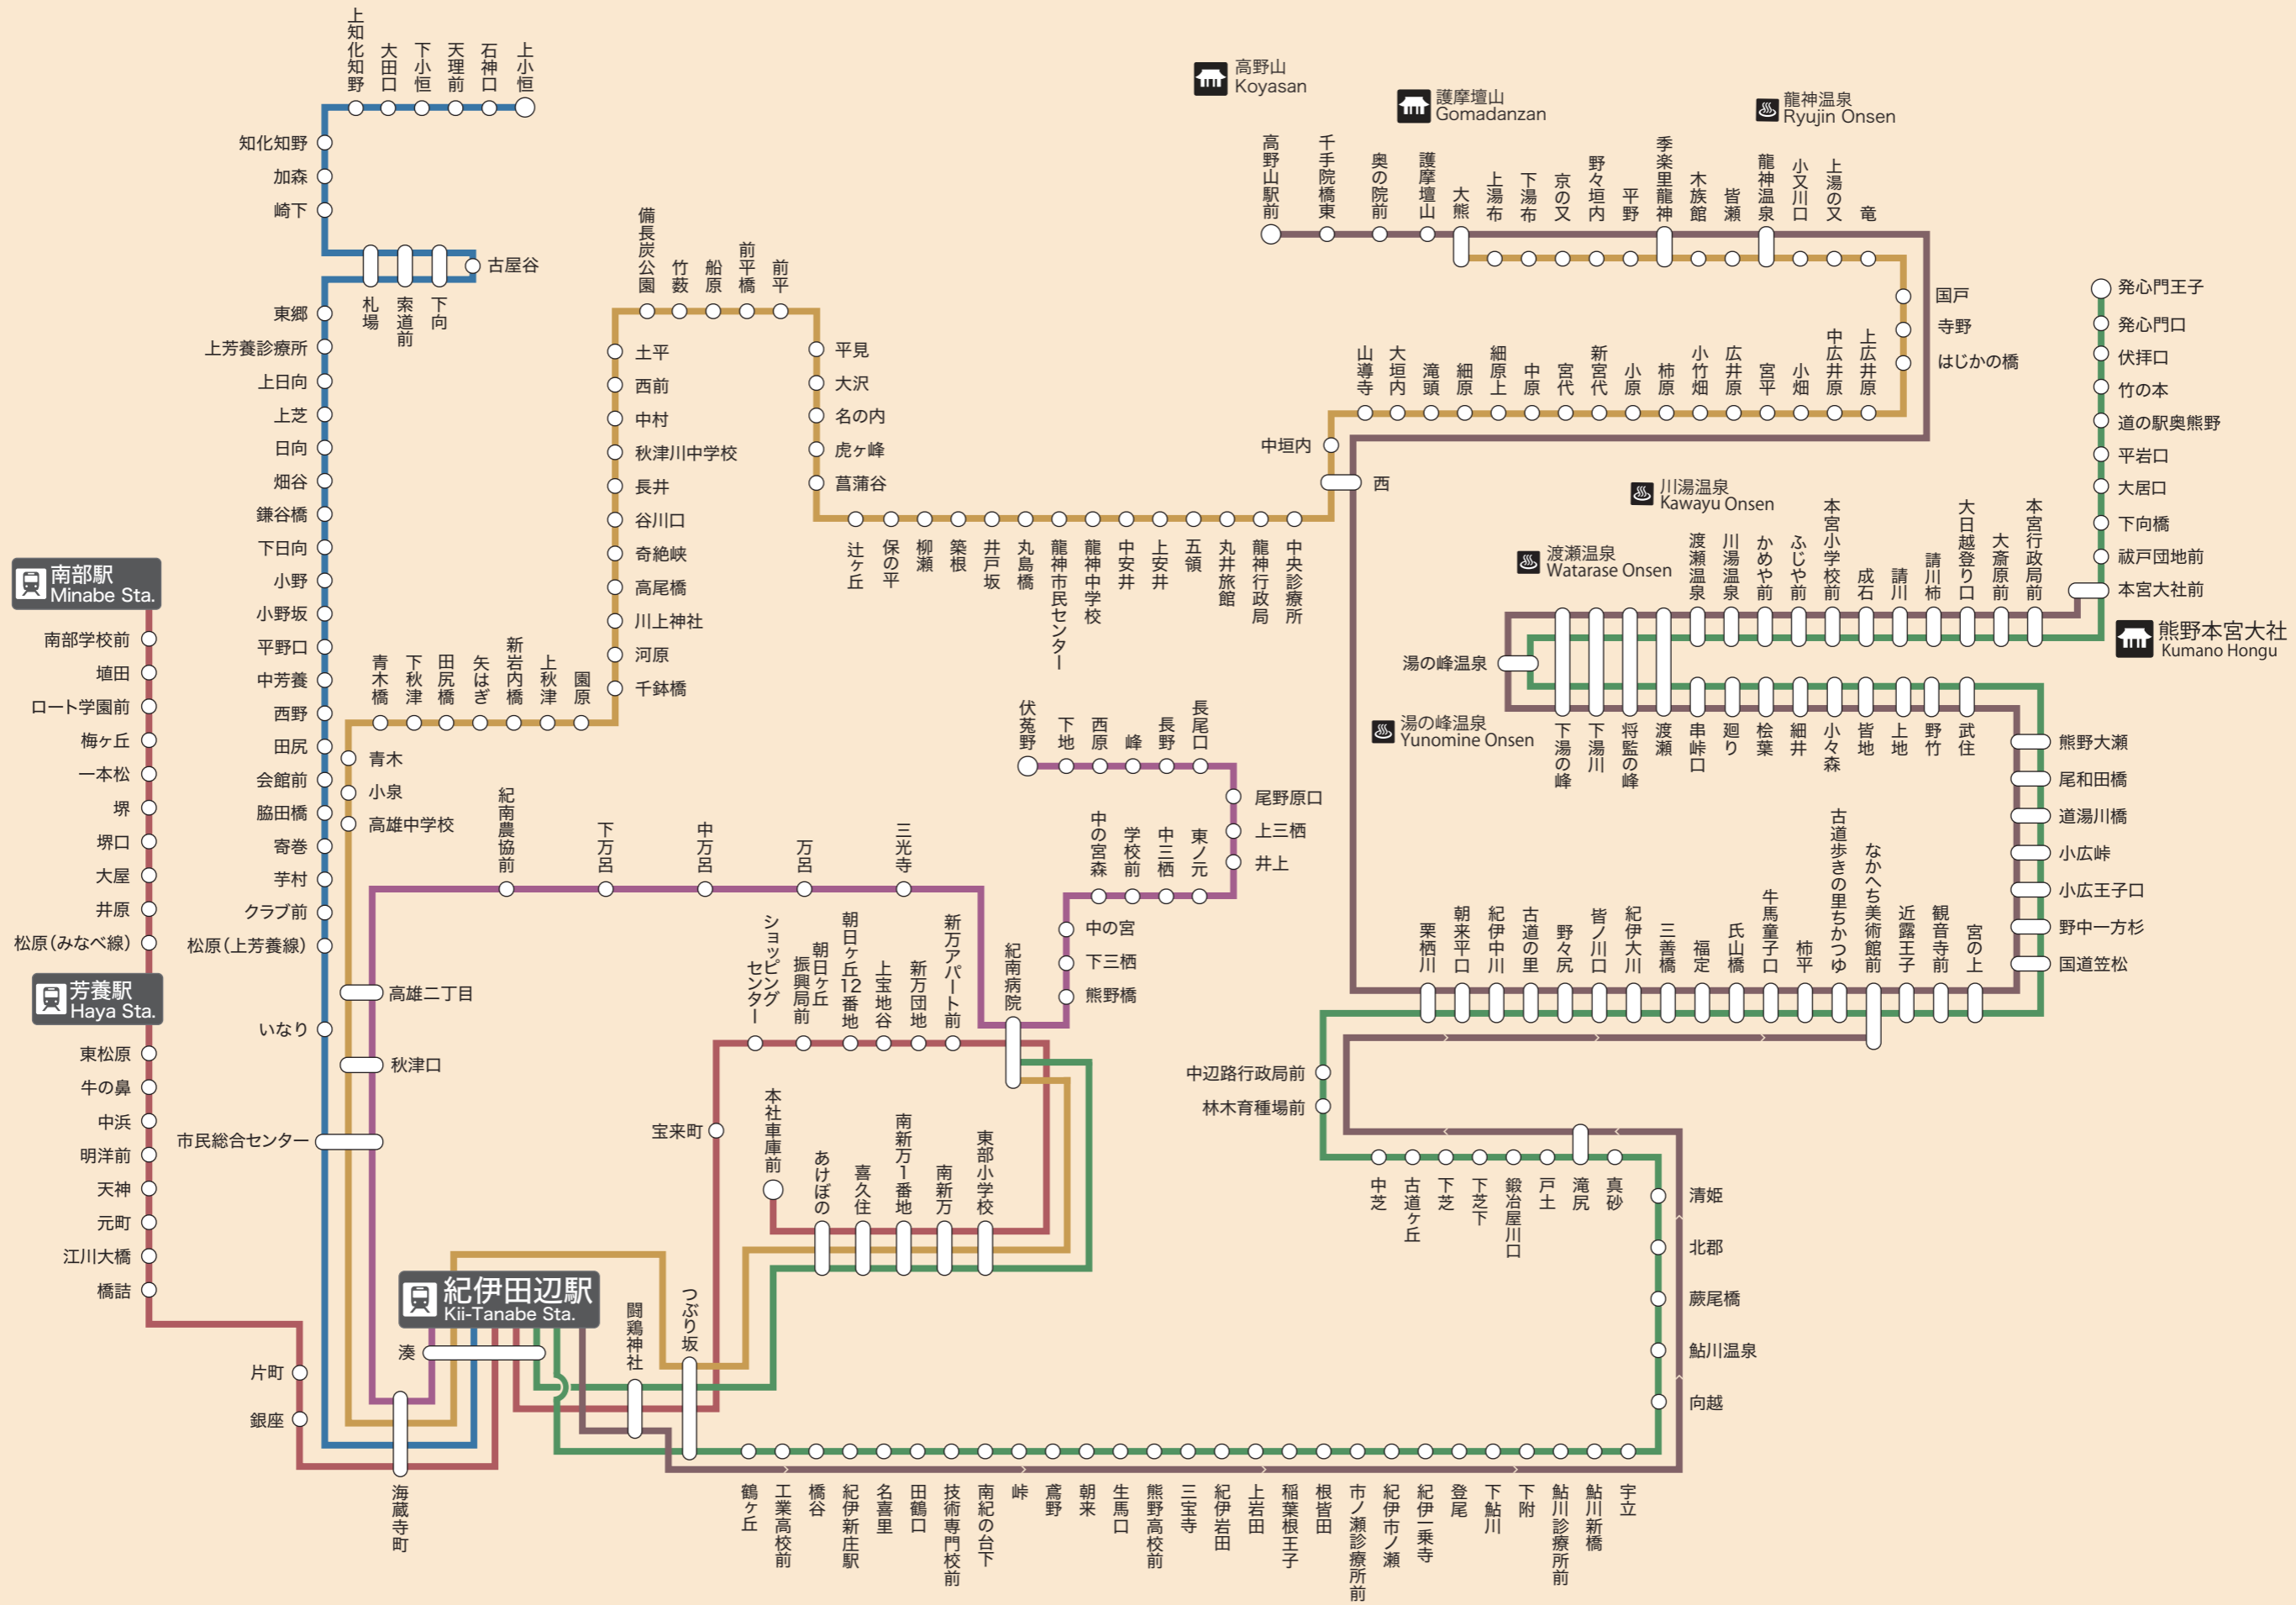 上知化知野
大田口
下小恒
天理前
石神口
上小恒
知化知野
加森
崎下
古屋谷
札場
索道前
下向
東郷
上芳養診療所
上日向
上芝
日向
畑谷
鎌谷橋
下日向
小野
小野坂
平野口
中芳養
西野
田尻
会館前
脇田橋
寄巻
芋村
クラブ前
松原(上芳養線)
いなり
市民総合センター
南部駅
Minabe Sta.
南部学校前
埴田
ロート学園前
梅ヶ丘
一本松
堺
堺口
大屋
井原
松原(みなべ線)
芳養駅
Haya Sta.
東松原
牛の鼻
中浜
明洋前
天神
元町
江川大橋
橋詰
片町
銀座
備長炭公園
竹薮
船原
前平橋
前平
土平
西前
中村
秋津川中学校
長井
谷川口
奇絶峡
高尾橋
川上神社
河原
千鉢橋
平見
大沢
名の内
虎ヶ峰
菖蒲谷
青木橋
下秋津
田尻橋
矢はぎ
新岩内橋
上秋津
園原
青木
小泉
高雄中学校
高雄二丁目
秋津口
辻ヶ丘
保の平
柳瀬
築根
井戸坂
丸島橋
龍神市民センター
龍神中学校
中安井
上安井
五領
丸井旅館
龍神行政局
中央診療所
中垣内
西
山導寺
大垣内
滝頭
細原
細原上
中原
宮代
新宮代
小原
柿原
小竹畑
広井原
宮平
小畑
中広井原
上広井原
高野山
Koyasan
護摩壇山
Gomadanzan
龍神温泉
Ryujin Onsen
高野山駅前
千手院橋東
奥の院前
護摩壇山
大熊
上湯布
下湯布
京の又
野々垣内
平野
季楽里龍神
木族館
皆瀬
龍神温泉
小又川口
上湯の又
竜
国戸
寺野
はじかの橋
発心門王子
発心門口
伏拝口
竹の本
道の駅奥熊野
平岩口
大居口
下向橋
祓戸団地前
本宮大社前
熊野本宮大社
Kumano Hongu
川湯温泉
Kawayu Onsen
渡瀬温泉
Watarase Onsen
渡瀬温泉
川湯温泉
かめや前
ふじや前
本宮小学校前
成石
請川
請川柿
大日越登り口
大斎原前
本宮行政局前
湯の峰温泉
湯の峰温泉
Yunomine Onsen
下湯の峰
下湯川
将監の峰
渡瀬
串峠口
廻り
桧葉
細井
小々森
皆地
上地
野竹
武住
熊野大瀬
尾和田橋
道湯川橋
小広峠
小広王子口
野中一方杉
国道笠松
栗栖川
朝来平口
紀伊中川
古道の里
野々尻
皆ノ川口
紀伊大川
三善橋
福定
氏山橋
牛馬童子口
柿平
古道歩きの里ちかつゆ
なかへち美術館前
近露王子
観音寺前
宮の上
伏菟野
下地
西原
峰
長野
長尾口
尾野原口
上三栖
井上
中の宮森
学校前
中三栖
東ノ元
中の宮
下三栖
熊野橋
紀南農協前
下万呂
中万呂
万呂
三光寺
ショッピング
センター
朝日ヶ丘
振興局前
朝日ヶ丘12番地
上宝地谷
新万団地
新万アパート前
紀南病院
宝来町
本社車庫前
あけぼの
喜久住
南新万1番地
南新万
東部小学校
中辺路行政局前
林木育種場前
中芝
古道ヶ丘
下芝
下芝下
鍛冶屋川口
戸土
滝尻
真砂
清姫
北郡
蕨尾橋
鮎川温泉
向越
紀伊田辺駅
Kii-Tanabe Sta.
湊
海蔵寺町
闘鶏神社
つぶり坂
鶴ヶ丘
工業高校前
橋谷
紀伊新庄駅
名喜里
田鶴口
技術専門校前
南紀の台下
峠
鳶野
朝来
生馬口
熊野高校前
三宝寺
紀伊岩田
上岩田
稲葉根王子
根皆田
市ノ瀬診療所前
紀伊市ノ瀬
紀伊一乗寺
登尾
下鮎川
下附
鮎川診療所前
鮎川新橋
宇立